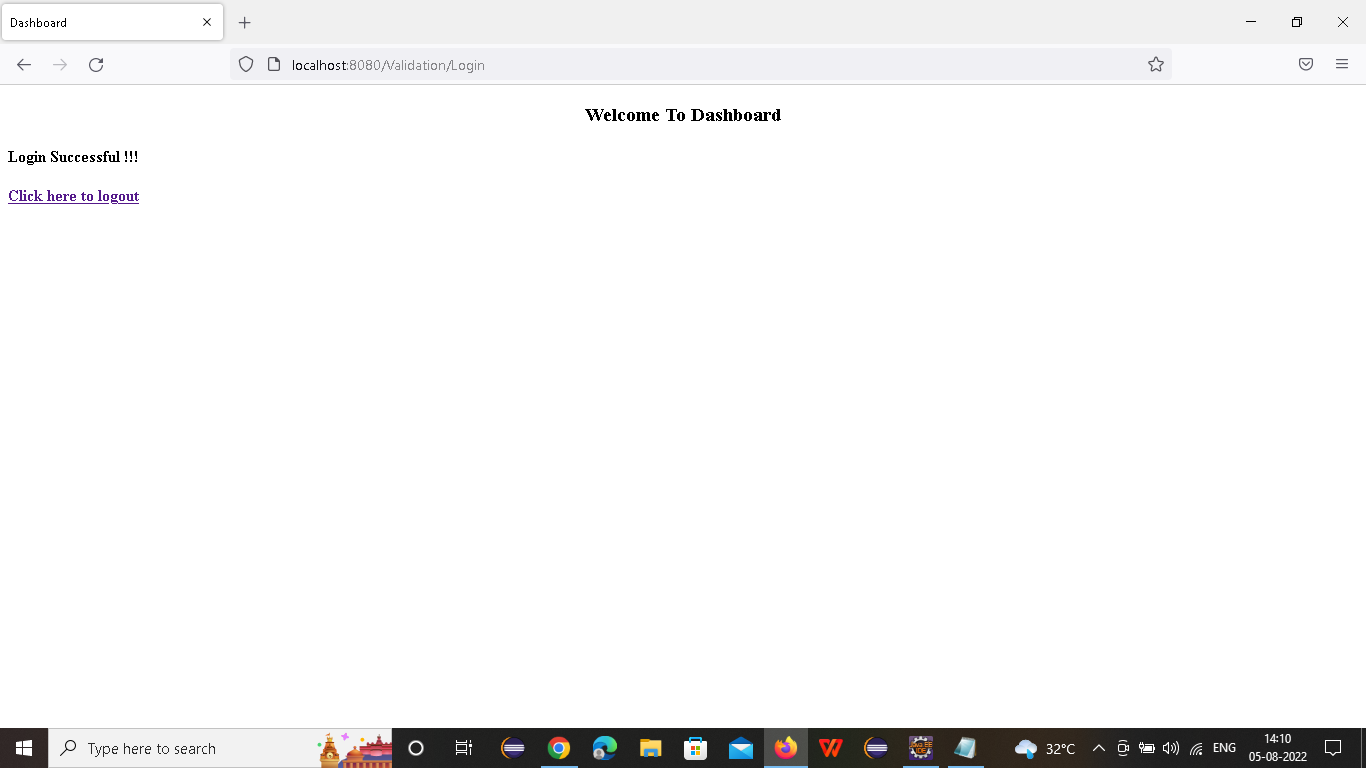 Dashboard
localhost:8080/Validation/Login
Welcome To Dashboard
Login Successful !!!
Click here to logout
Type here to search
32°C
ENG
14:10
05-08-2022